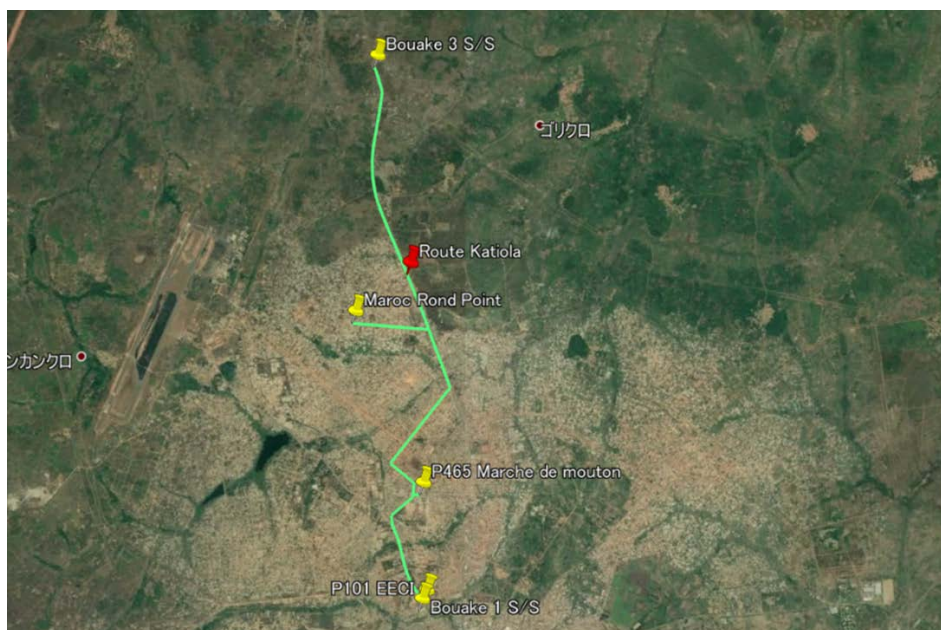 Bouake 3 S/S
ゴリクロ
Route Katiola
Maroc Rond Point
ンカンクロ
P465 Marche de mouton
P101 EECI
Bouake 1 S/S